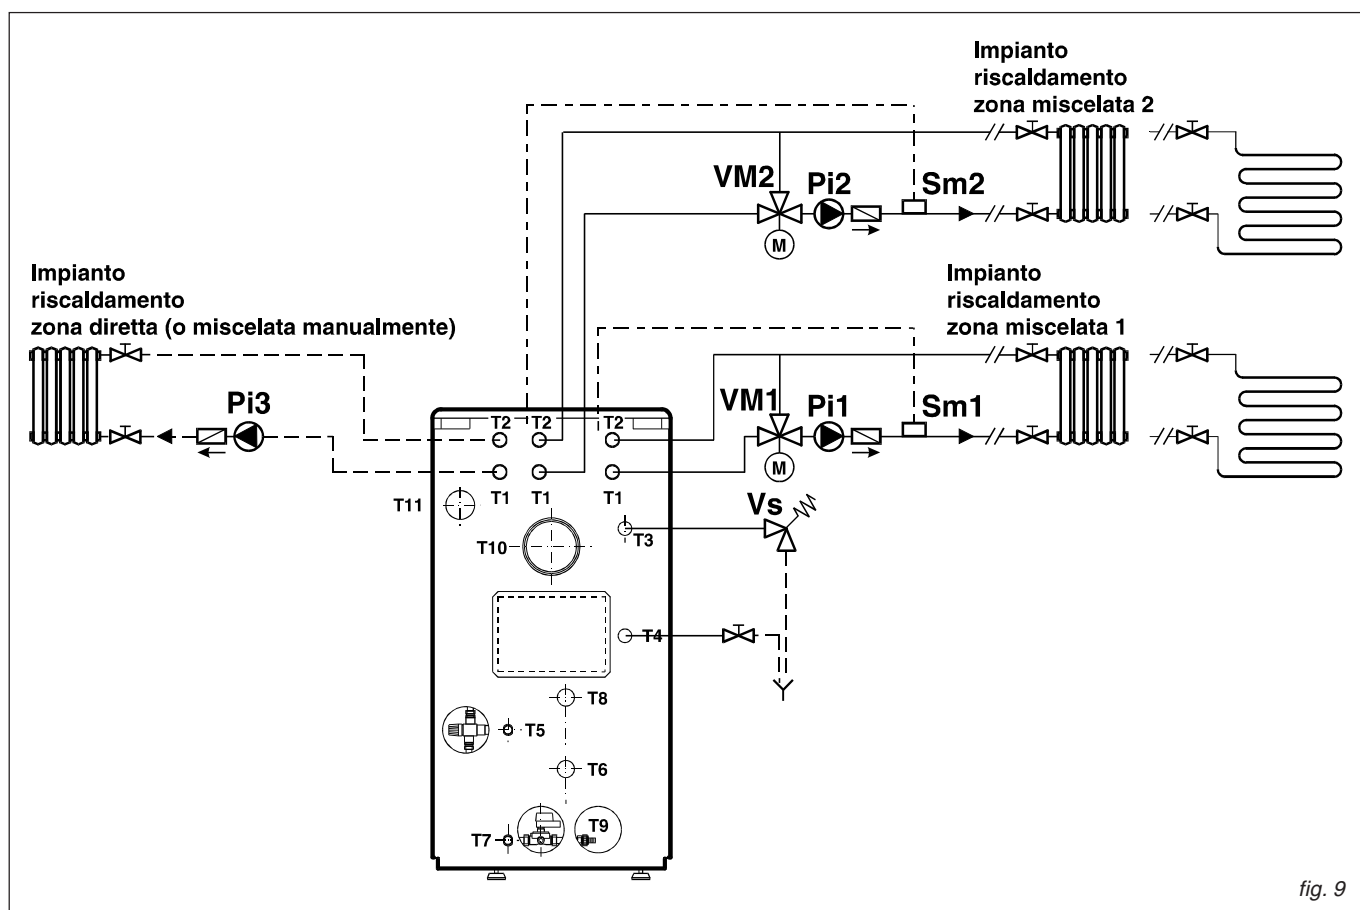 Impianto
riscaldamento
zona miscelata 2
VM2
Pi2
Sm2
M
Impianto
riscaldamento
zona diretta (o miscelata manualmente)
Impianto
riscaldamento
zona miscelata 1
Pi3
VM1
Pi1
Sm1
M
T2 T2 T2
T1 T1 T1
T11
Vs
T10
T3
T4
T8
T5
T6
T7
T9
fig. 9